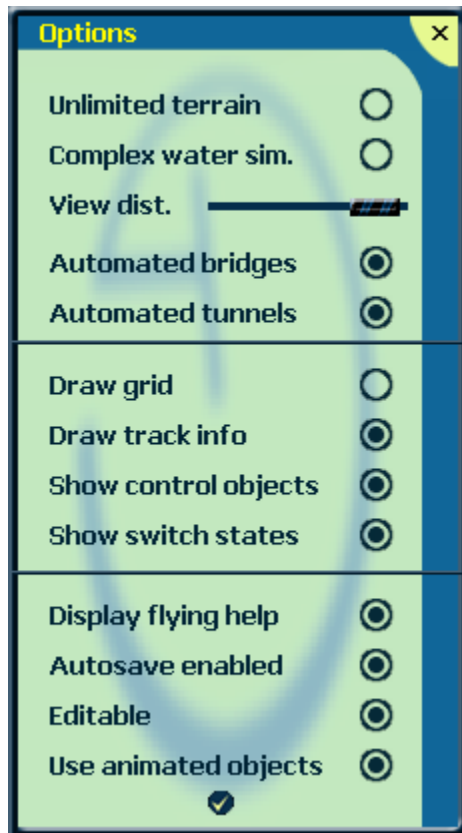 Options
Unlimited terrain
Complex water sim.
View dist.
Automated bridges
Automated tunnels
Draw grid
Draw track info
Show control objects
Show switch states
Display flying help
Autosave enabled
Editable
Use animated objects